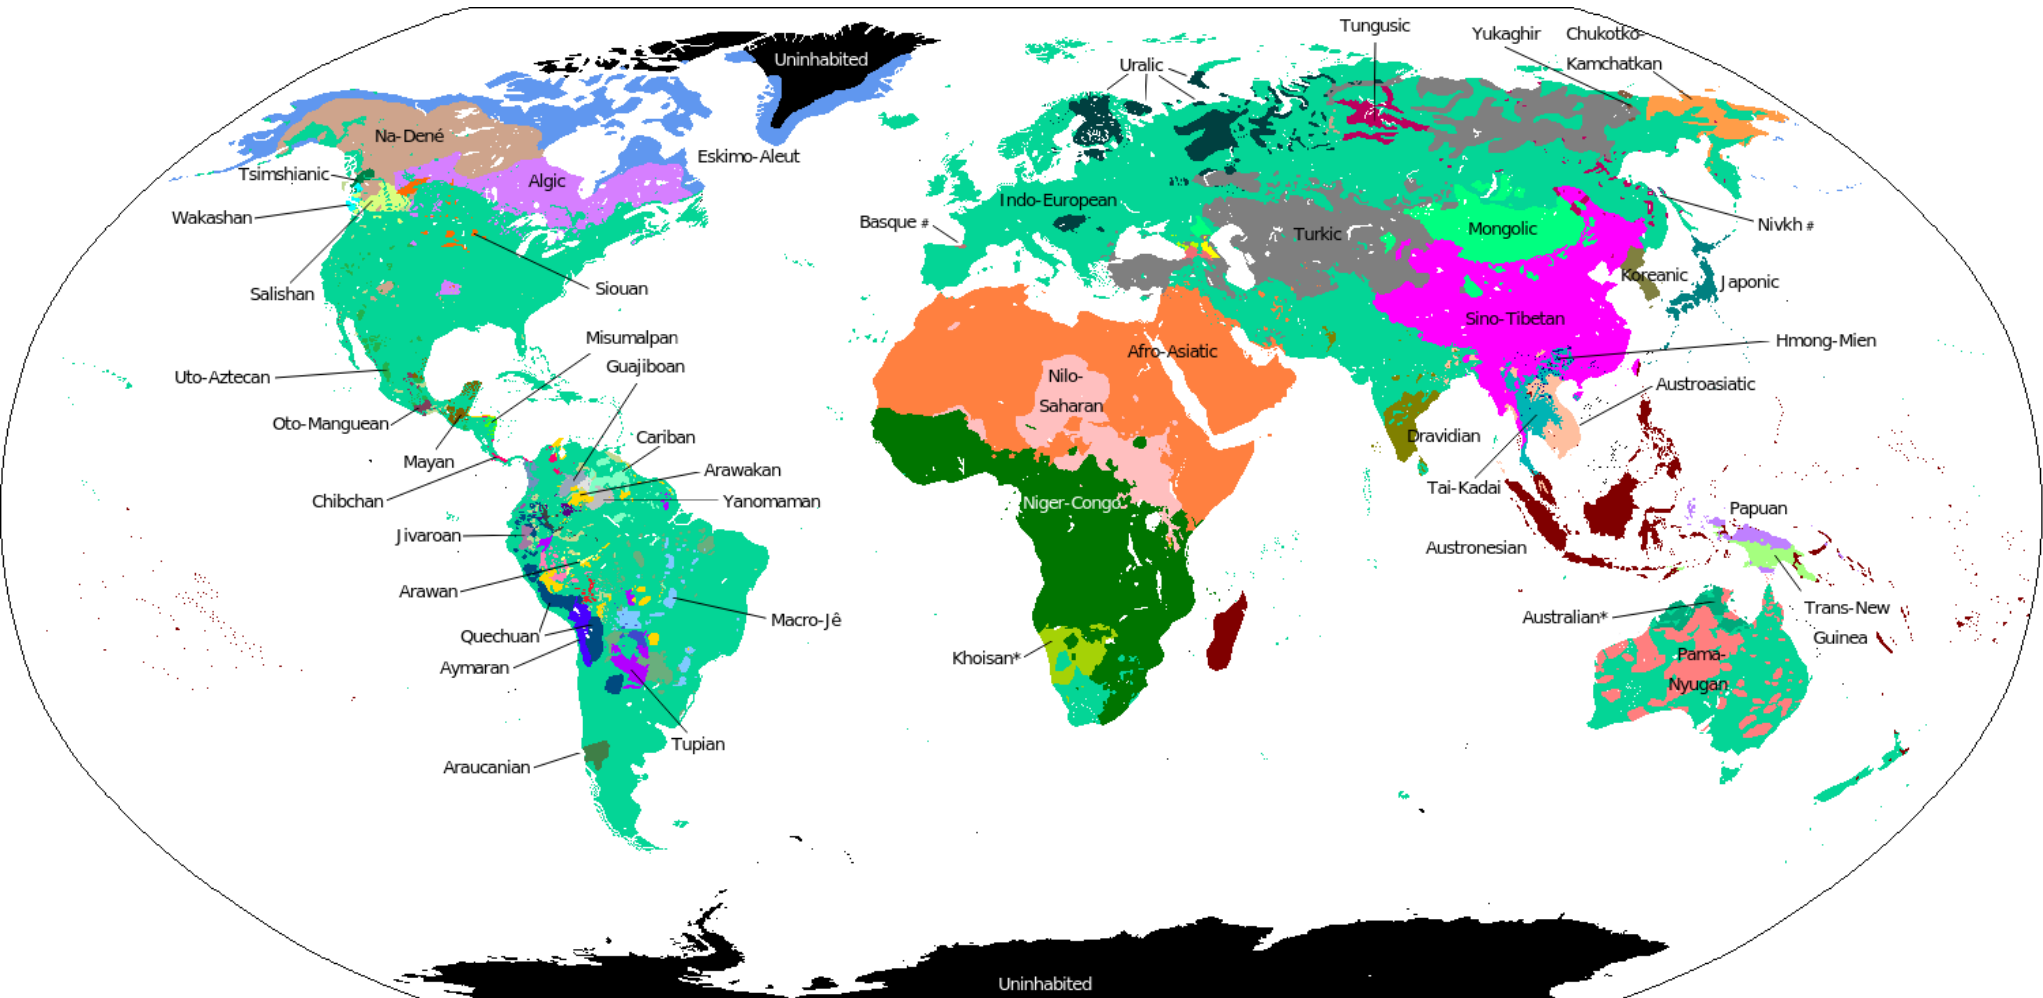 Uninhabited
Tungusic
Yukaghir
Chukotko-
Kamchatkan
Uralic
Na-Dené
Eskimo-Aleut
Tsimshianic
Algic
Wakashan
Indo-European
Basque #
Turkic
Mongolic
Nivkh #
Salishan
Siouan
Koreanic
Japonic
Sino-Tibetan
Misumalpan
Hmong-Mien
Guajiboan
Afro-Asiatic
Uto-Aztecan
Nilo-
Saharan
Austroasiatic
Oto-Manguean
Cariban
Dravidian
Mayan
Arawakan
Tai-Kadai
Chibchan
Yanomaman
Niger-Congo
Papuan
Jivaroan
Austronesian
Arawan
Macro-Jê
Trans-New
Guinea
Australian*
Quechuan
Khoisan*
Aymaran
Pama-
Nyugan
Tupian
Araucanian
Uninhabited